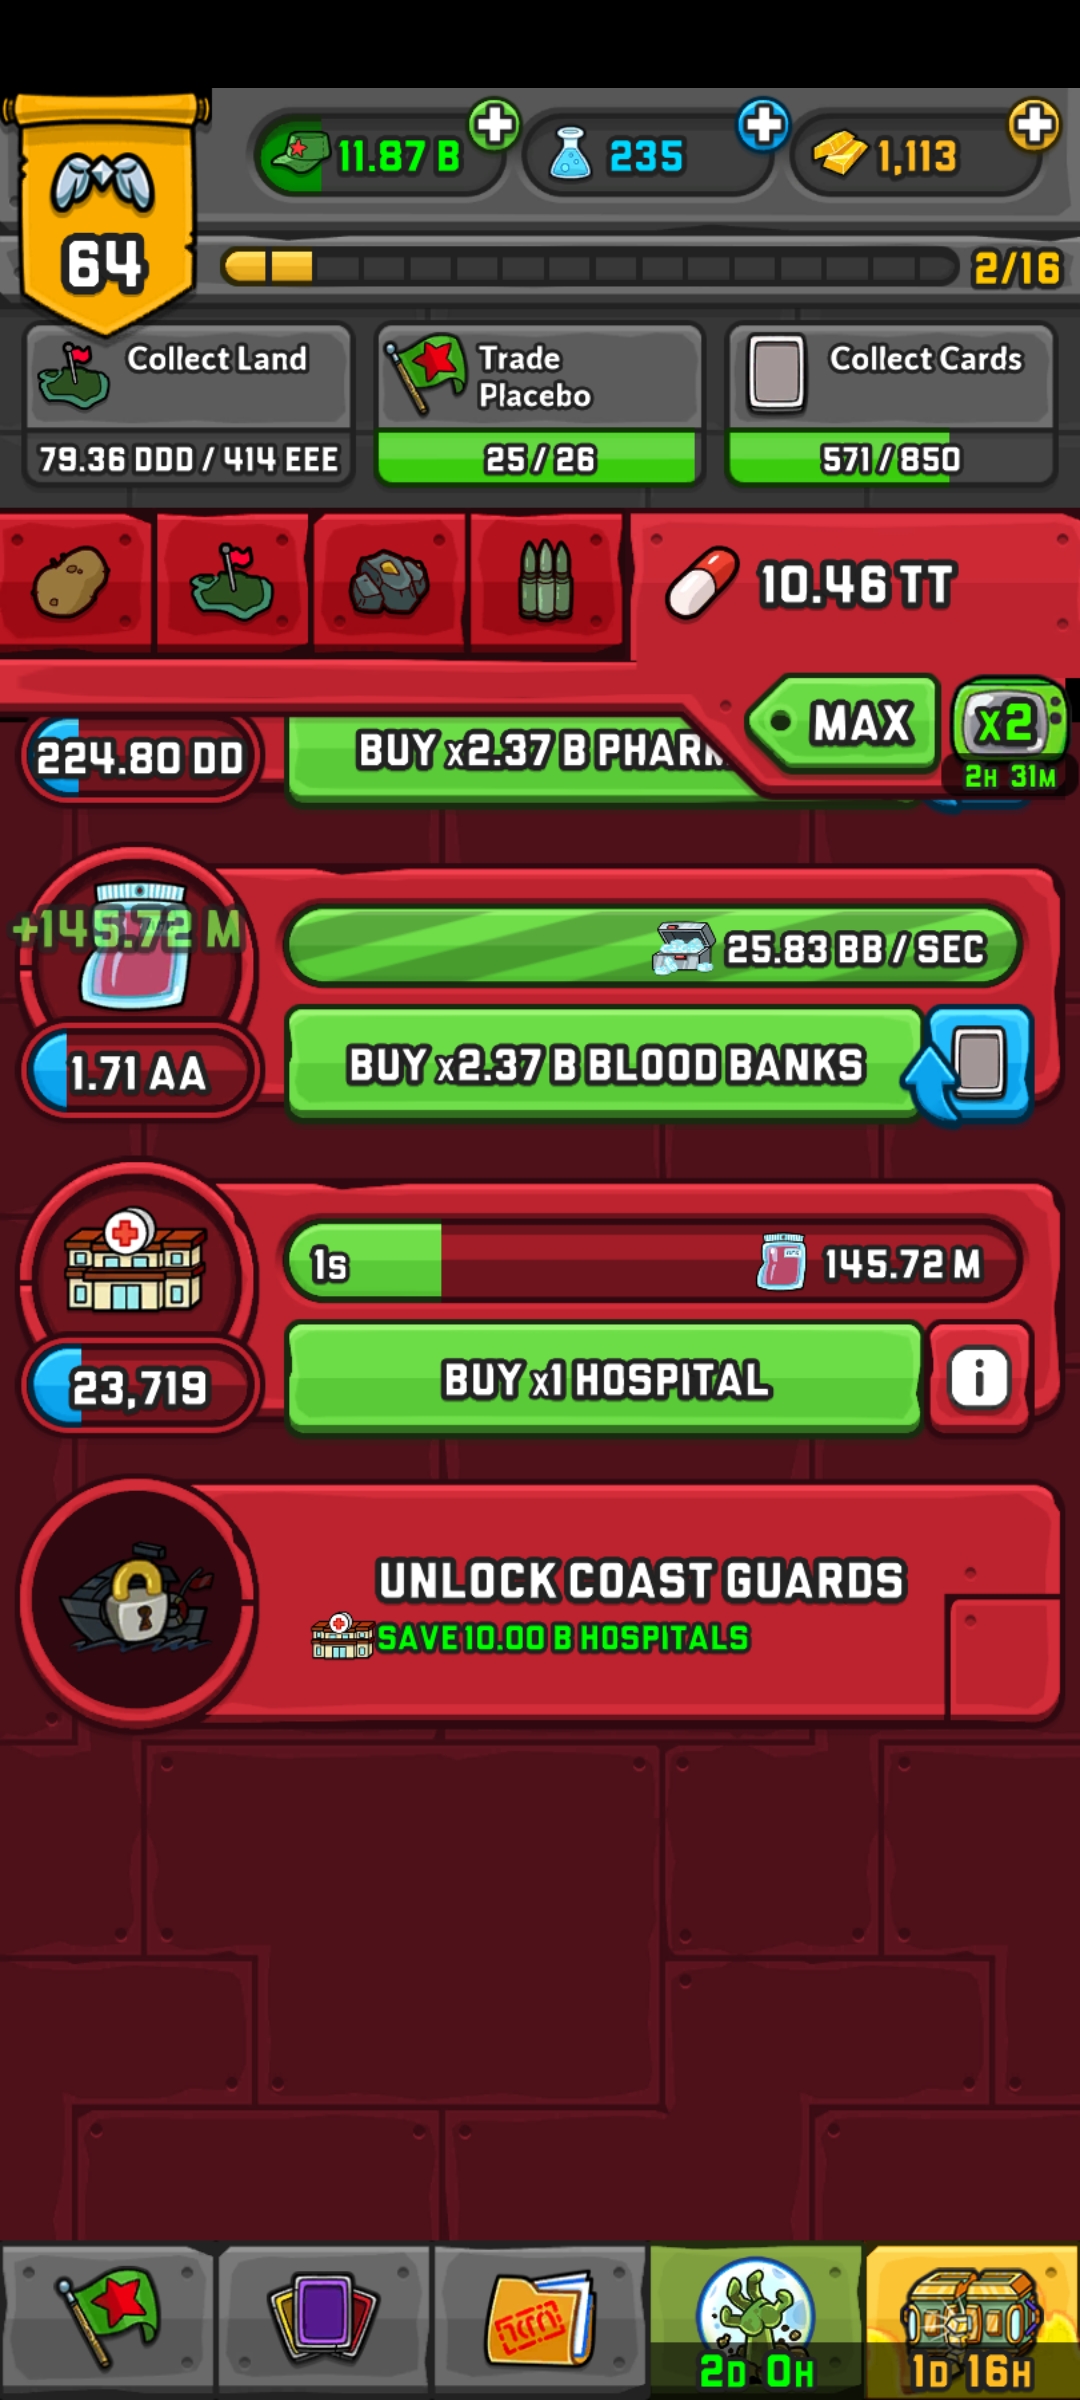 11.87 B
235
1,113
64
2/16
Collect Land
79.36 DDD / 414 EEE
Trade
Placebo
25 / 26
Collect Cards
571 / 850
10.46 TT
MAX
x2
2H 31M
224.80 DD
BUY x2.37 B PHARM
+145.72 M
25.83 BB / SEC
1.71 AA
BUY x2.37 B BLOOD BANKS
1s
145.72 M
23,719
BUY x1 HOSPITAL
i
UNLOCK COAST GUARDS
SAVE 10.00 B HOSPITALS
2D 0H
1D 16H